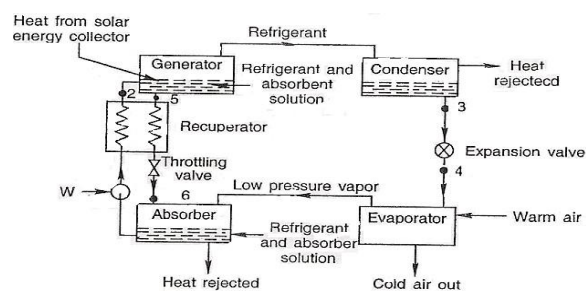 Heat from solar
energy collector
Refrigerant
Generator
Refrigerant and
absorbent
solution
Condenser
Heat
rejectecd
2
5
3
Recuperator
Throttling
valve
Expansion valve
4
W
6
Low pressure vapor
Absorber
Refrigerant
and absorber
solution
Evaporator
Warm air
Heat rejected
Cold air out